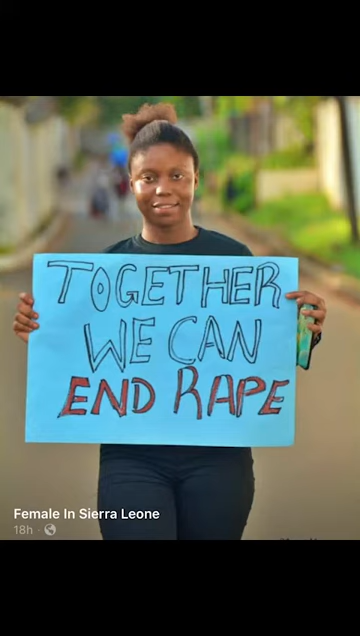 TOGETHER
WE CAN
END RAPE
Female In Sierra Leone
18h ·